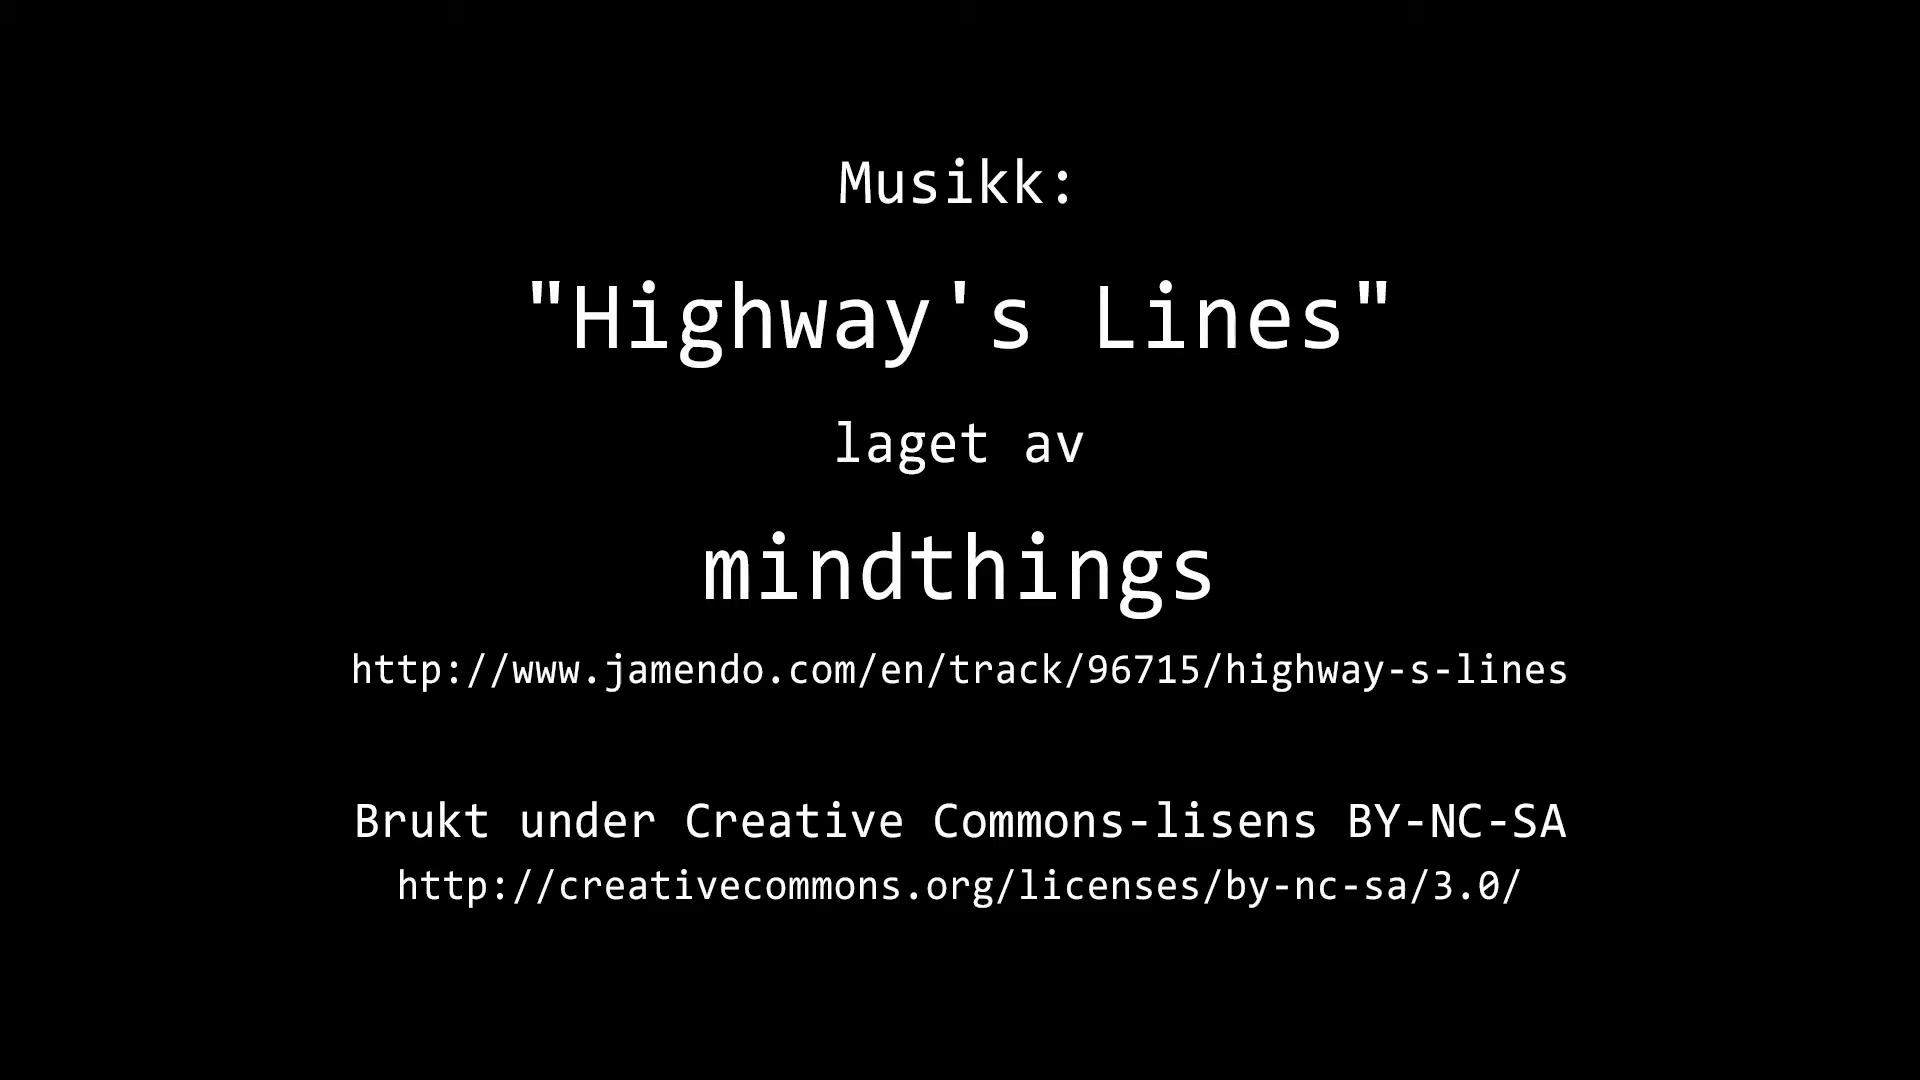 Musikk:
"Highway's Lines"
laget av
mindthings
http://www.jamendo.com/en/track/96715/highway-s-lines
Brukt under Creative Commons-lisens BY-NC-SA
http://creativecommons.org/licenses/by-nc-sa/3.0/